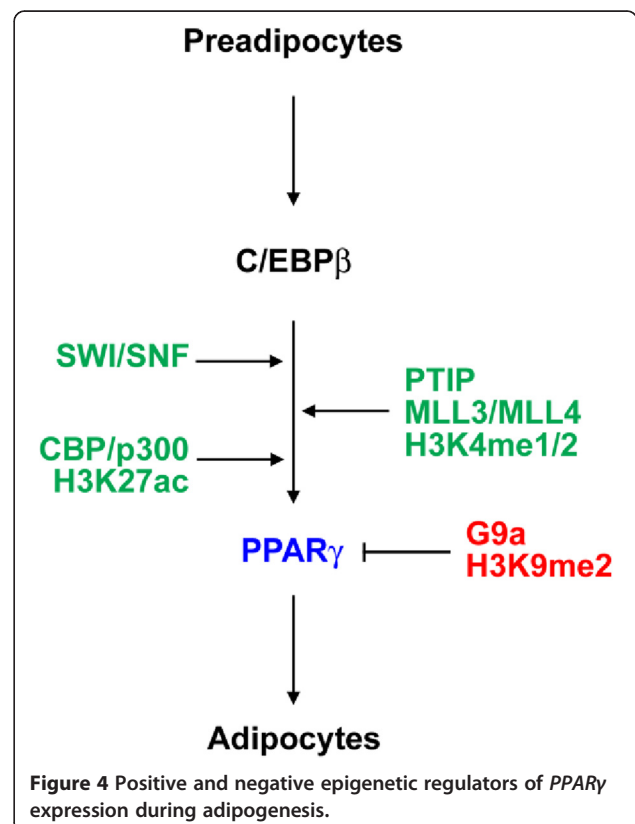 Preadipocytes
C/EBPβ
SWI/SNF
PTIP
MLL3/MLL4
H3K4me1/2
CBP/p300
H3K27ac
PPARγ
G9a
H3K9me2
Adipocytes
Figure 4 Positive and negative epigenetic regulators of PPARγ
expression during adipogenesis.